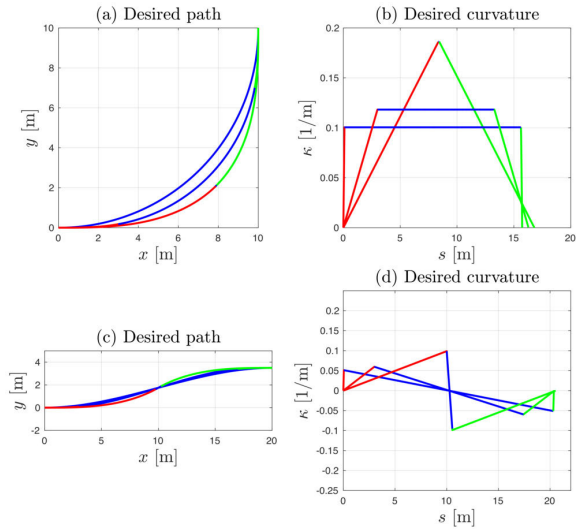 (a) Desired path
10
8
6
4
2
0
y [m]
0 2 4 6 8 10
x [m]
(b) Desired curvature
0.2
0.15
0.1
0.05
0
κ [1/m]
0 5 10 15 20
s [m]
(c) Desired path
4
2
0
-2
y [m]
0 5 10 15 20
x [m]
(d) Desired curvature
0.25
0.2
0.15
0.1
0.05
0
-0.05
-0.1
-0.15
-0.2
-0.25
κ [1/m]
0 5 10 15 20
s [m]